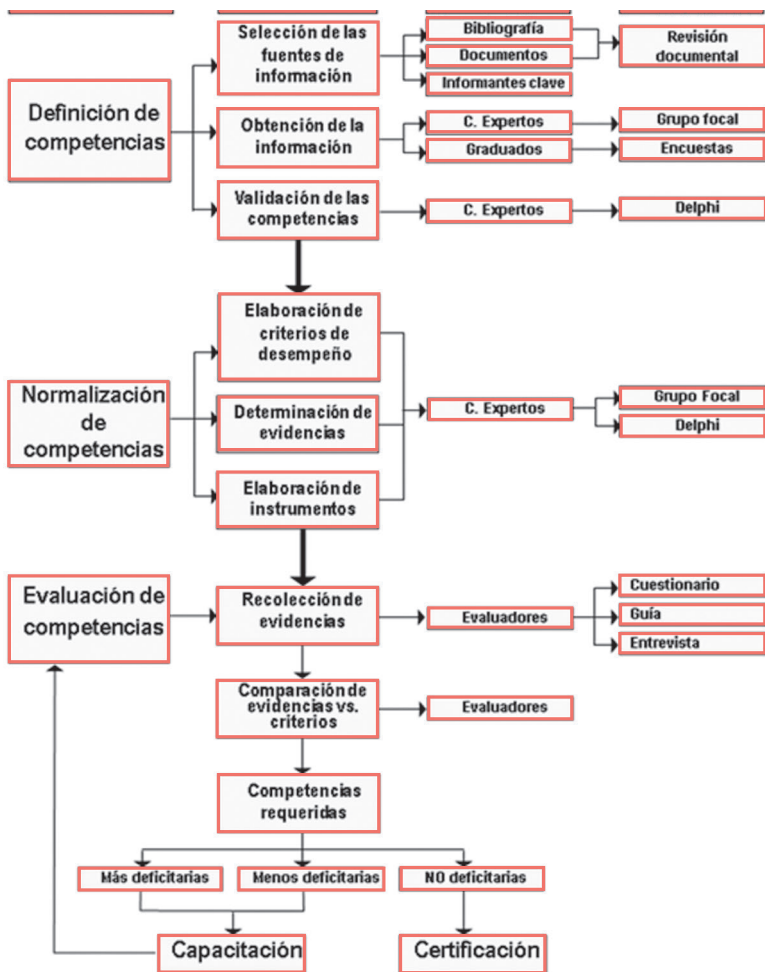 Definición de
competencias
Selección de las
fuentes de
información
Bibliografía
Documentos
Informantes clave
Revisión
documental
Obtención de la
información
C. Expertos
Graduados
Grupo focal
Encuestas
Validación de las
competencias
C. Expertos
Delphi
Normalización
de
competencias
Elaboración de
criterios de
desempeño
Determinación de
evidencias
Elaboración de
instrumentos
C. Expertos
Grupo Focal
Delphi
Evaluación de
competencias
Recolección de
evidencias
Evaluadores
Cuestionario
Guía
Entrevista
Comparación de
evidencias vs.
criterios
Evaluadores
Competencias
requeridas
Más deficitarias
Menos deficitarias
NO deficitarias
Capacitación
Certificación